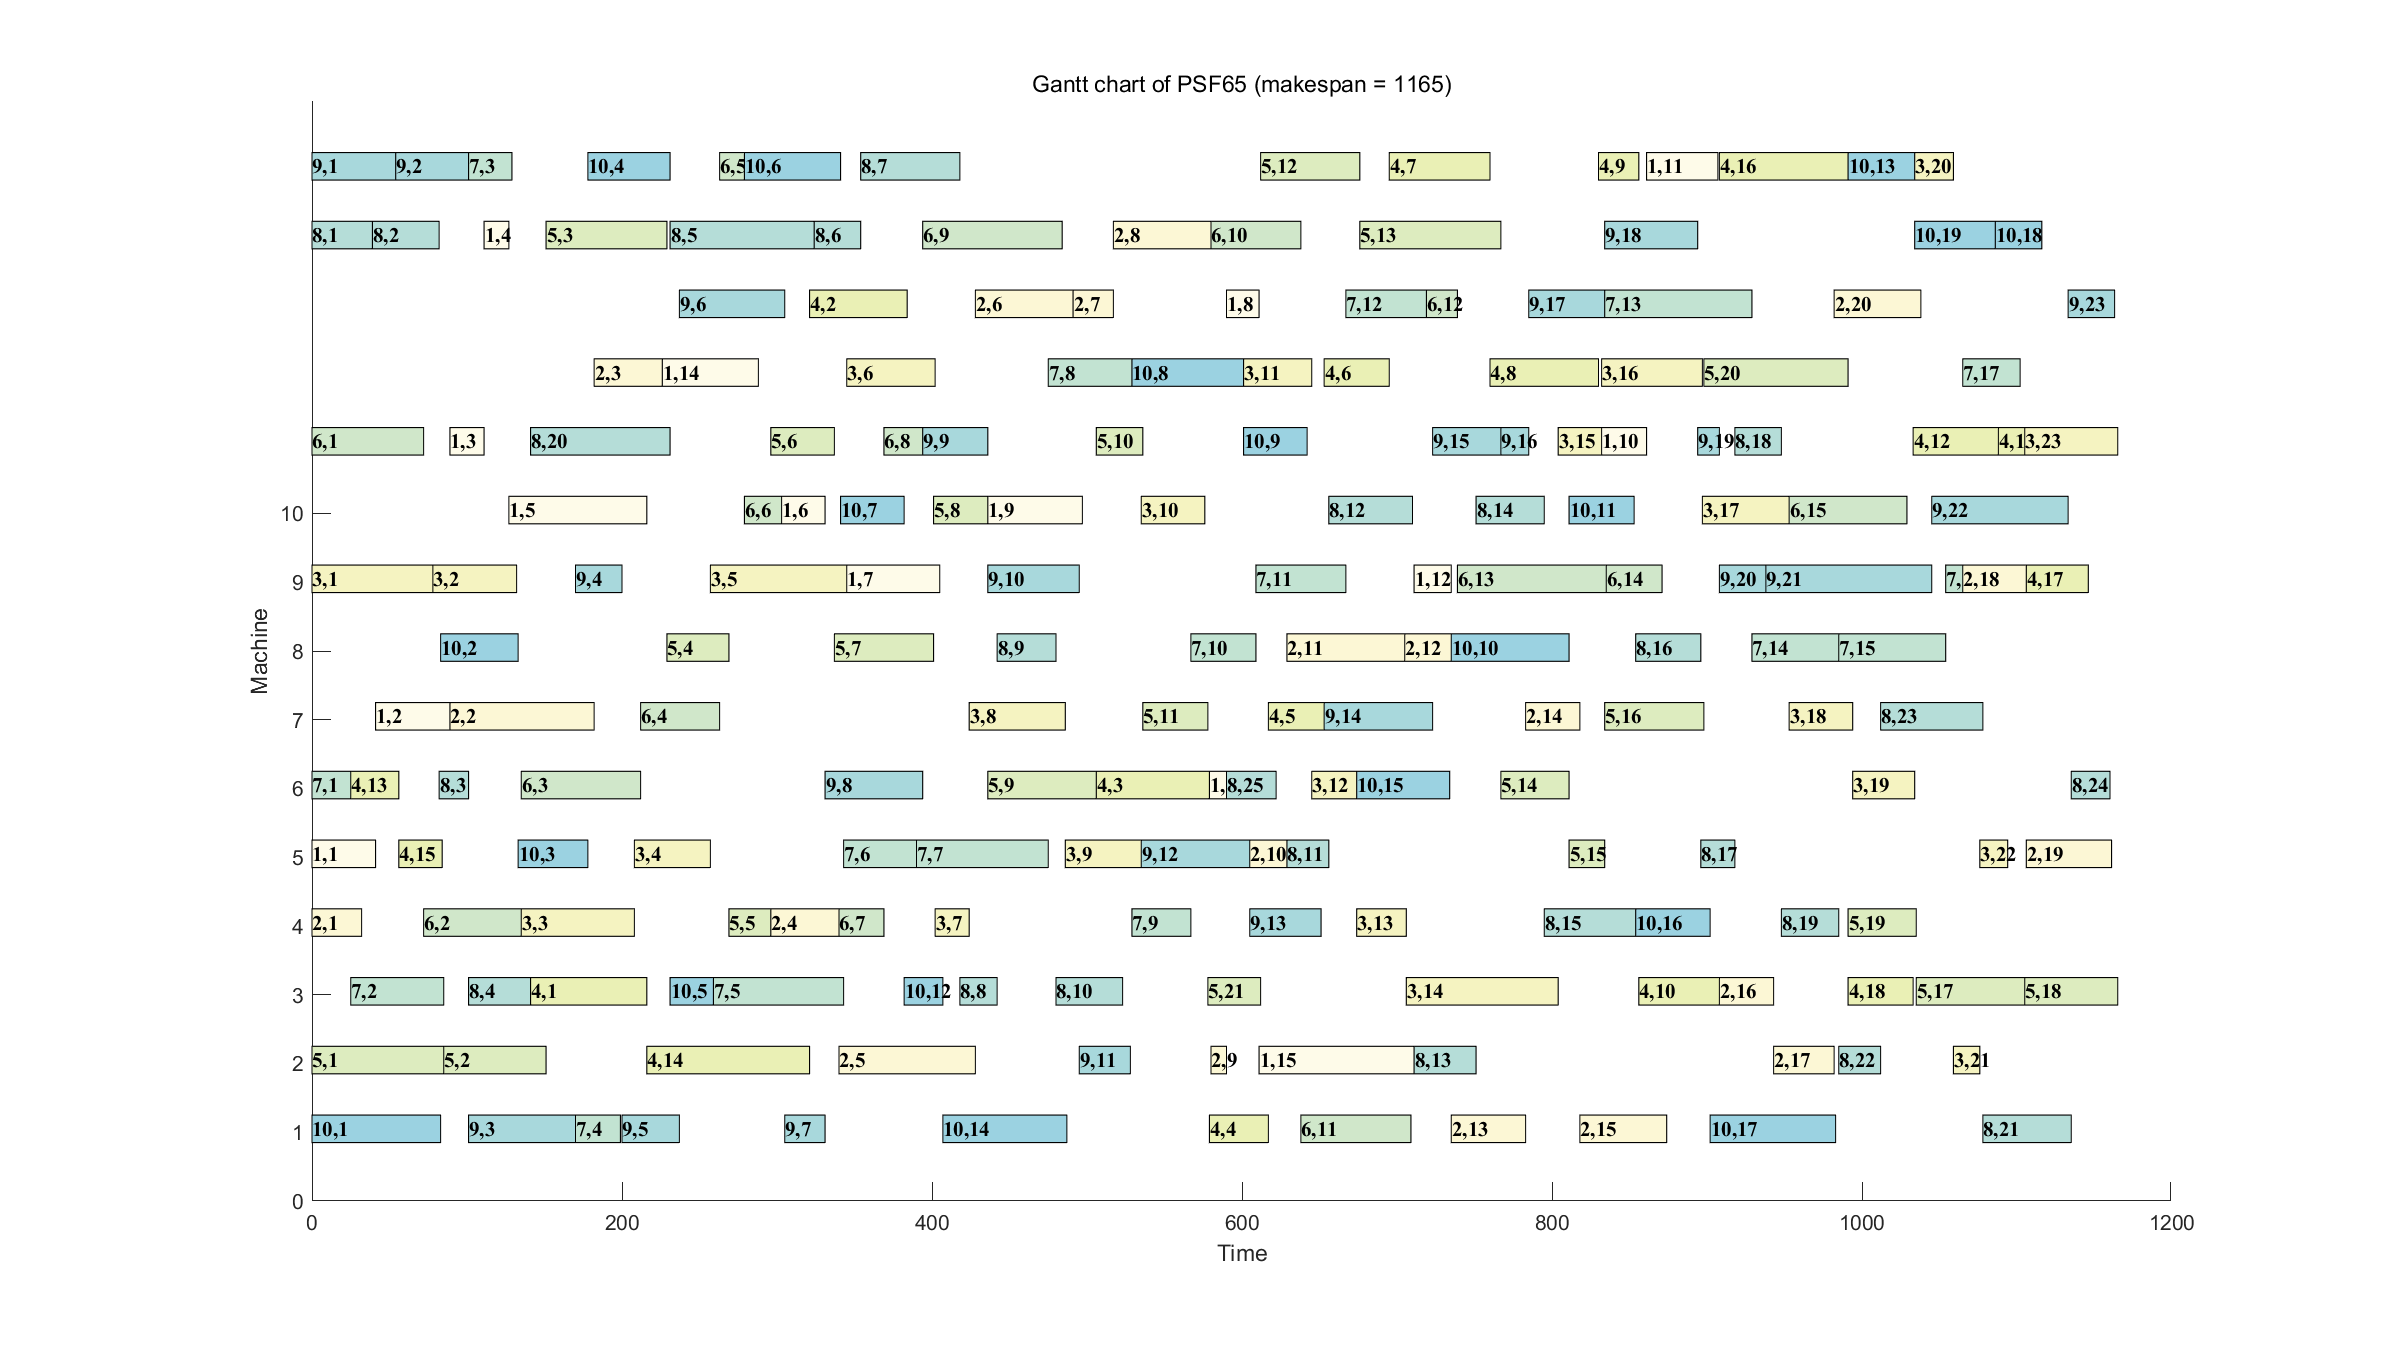 Gantt chart of PSF65 (makespan = 1165)
9,1 9,2 7,3 10,4 6,5 10,6 8,7 5,12 4,7 4,9 1,11 4,16 10,13 3,20
8,1 8,2 1,4 5,3 8,5 8,6 6,9 2,8 6,10 5,13 9,18 10,19 10,18
9,6 4,2 2,6 2,7 1,8 7,12 6,12 9,17 7,13 2,20 9,23
2,3 1,14 3,6 7,8 10,8 3,11 4,6 4,8 3,16 5,20 7,17
6,1 1,3 8,20 5,6 6,8 9,9 5,10 10,9 9,15 9,16 3,15 1,10 9,19 8,18 4,12 4,1 3,23
10 1,5 6,6 1,6 10,7 5,8 1,9 3,10 8,12 8,14 10,11 3,17 6,15 9,22
9 3,1 3,2 9,4 3,5 1,7 9,10 7,11 1,12 6,13 6,14 9,20 9,21 7, 2,18 4,17
8 10,2 5,4 5,7 8,9 7,10 2,11 2,12 10,10 8,16 7,14 7,15
Machine
7 1,2 2,2 6,4 3,8 5,11 4,5 9,14 2,14 5,16 3,18 8,23
6 7,1 4,13 8,3 6,3 9,8 5,9 4,3 1, 8,25 3,12 10,15 5,14 3,19 8,24
5 1,1 4,15 10,3 3,4 7,6 7,7 3,9 9,12 2,10 8,11 5,15 8,17 3,22 2,19
4 2,1 6,2 3,3 5,5 2,4 6,7 3,7 7,9 9,13 3,13 8,15 10,16 8,19 5,19
3 7,2 8,4 4,1 10,5 7,5 10,12 8,8 8,10 5,21 3,14 4,10 2,16 4,18 5,17 5,18
2 5,1 5,2 4,14 2,5 9,11 2,9 1,15 8,13 2,17 8,22 3,21
1 10,1 9,3 7,4 9,5 9,7 10,14 4,4 6,11 2,13 2,15 10,17 8,21
0
0 200 400 600 800 1000 1200
Time